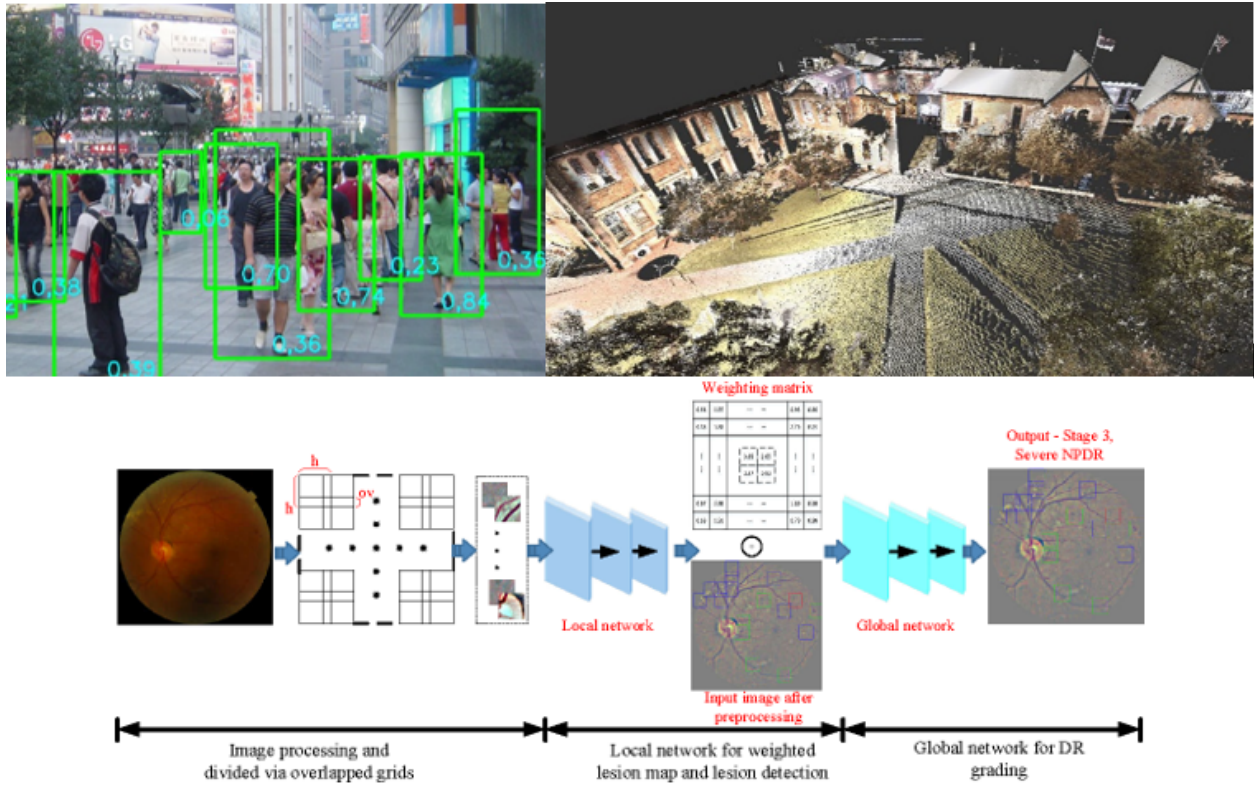 LG
0,06
21
0,38
0,70
0,23
0,36
0,74
0,84
0,36
0,39
Weighting matrix
Output - Stage 3,
Severe NPDR
h
h
ov
Local network
Global network
Input image after
preprocessing
Image processing and
divided via overlapped grids
Local network for weighted
lesion map and lesion detection
Global network for DR
grading